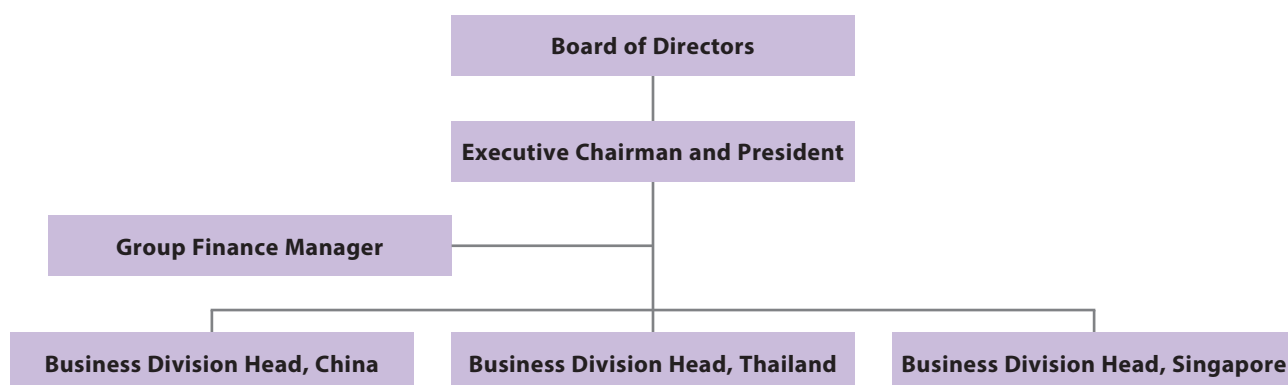 Board of Directors
Executive Chairman and President
Group Finance Manager
Business Division Head, China
Business Division Head, Thailand
Business Division Head, Singapore